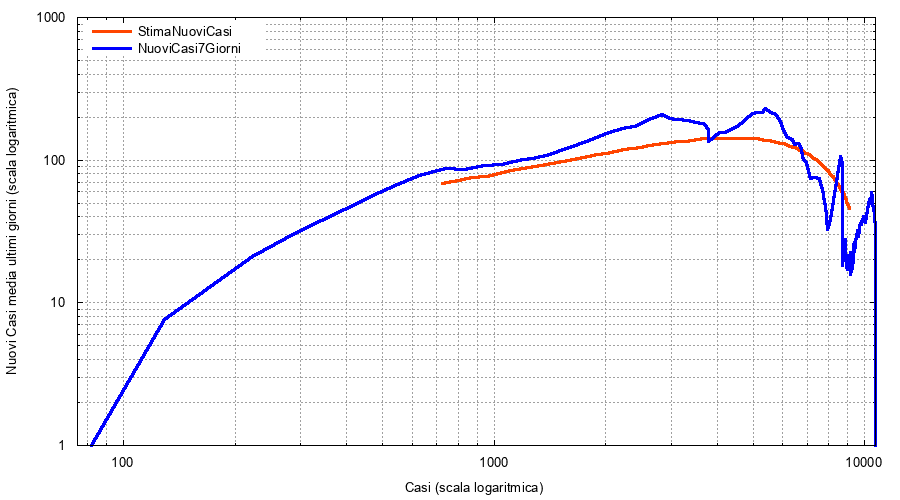 StimaNuoviCasi
NuoviCasi7Giorni
Nuovi Casi media ultimi giorni (scala logaritmica)
1000
100
10
1
100
1000
10000
Casi (scala logaritmica)